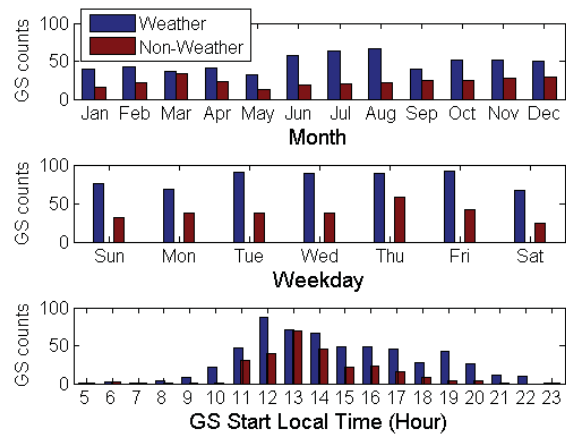 100
50
0
GS counts
Weather
Non-Weather
Jan Feb Mar Apr May Jun Jul Aug Sep Oct Nov Dec
Month
100
50
0
GS counts
Sun Mon Tue Wed Thu Fri Sat
Weekday
100
50
0
GS counts
5 6 7 8 9 10 11 12 13 14 15 16 17 18 19 20 21 22 23
GS Start Local Time (Hour)